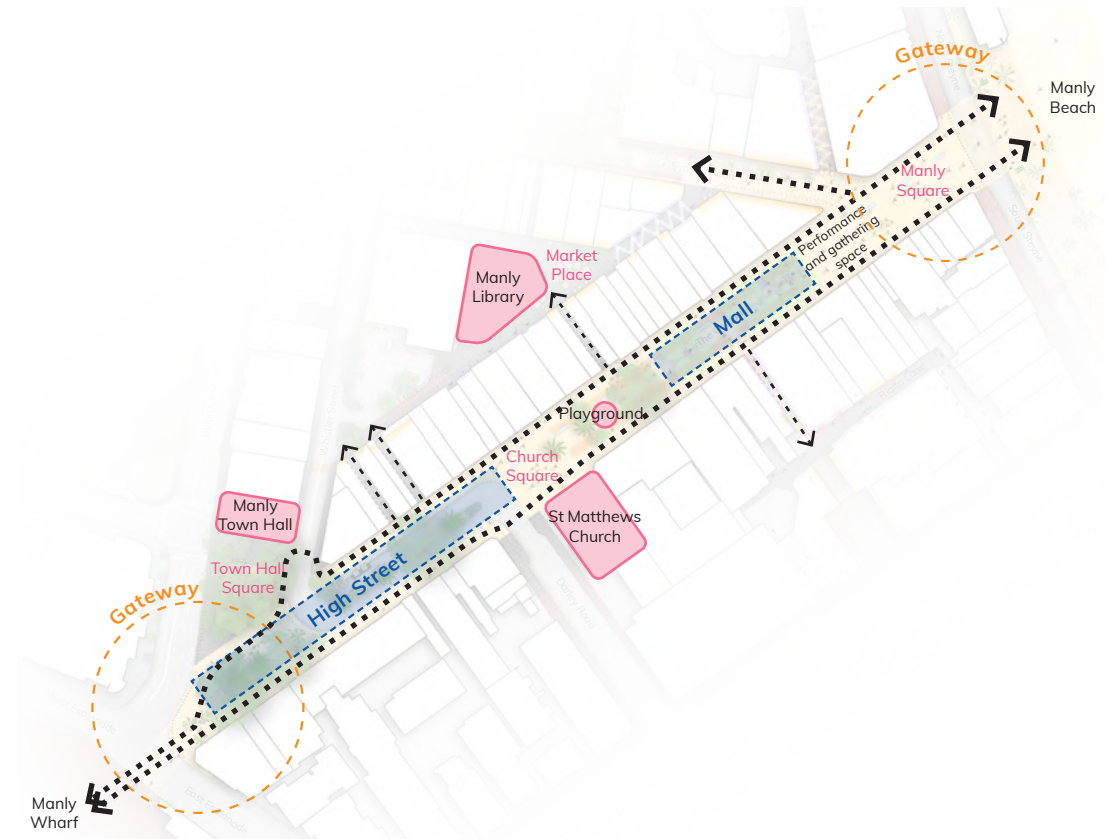 Gateway
Manly
Beach
Manly
Square
Performance
and gathering
space
Market
Place
Manly
Library
The
Mall
Playground
Church
Square
St Matthews
Church
Manly
Town Hall
Town Hall
Square
High Street
Gateway
Manly
Wharf